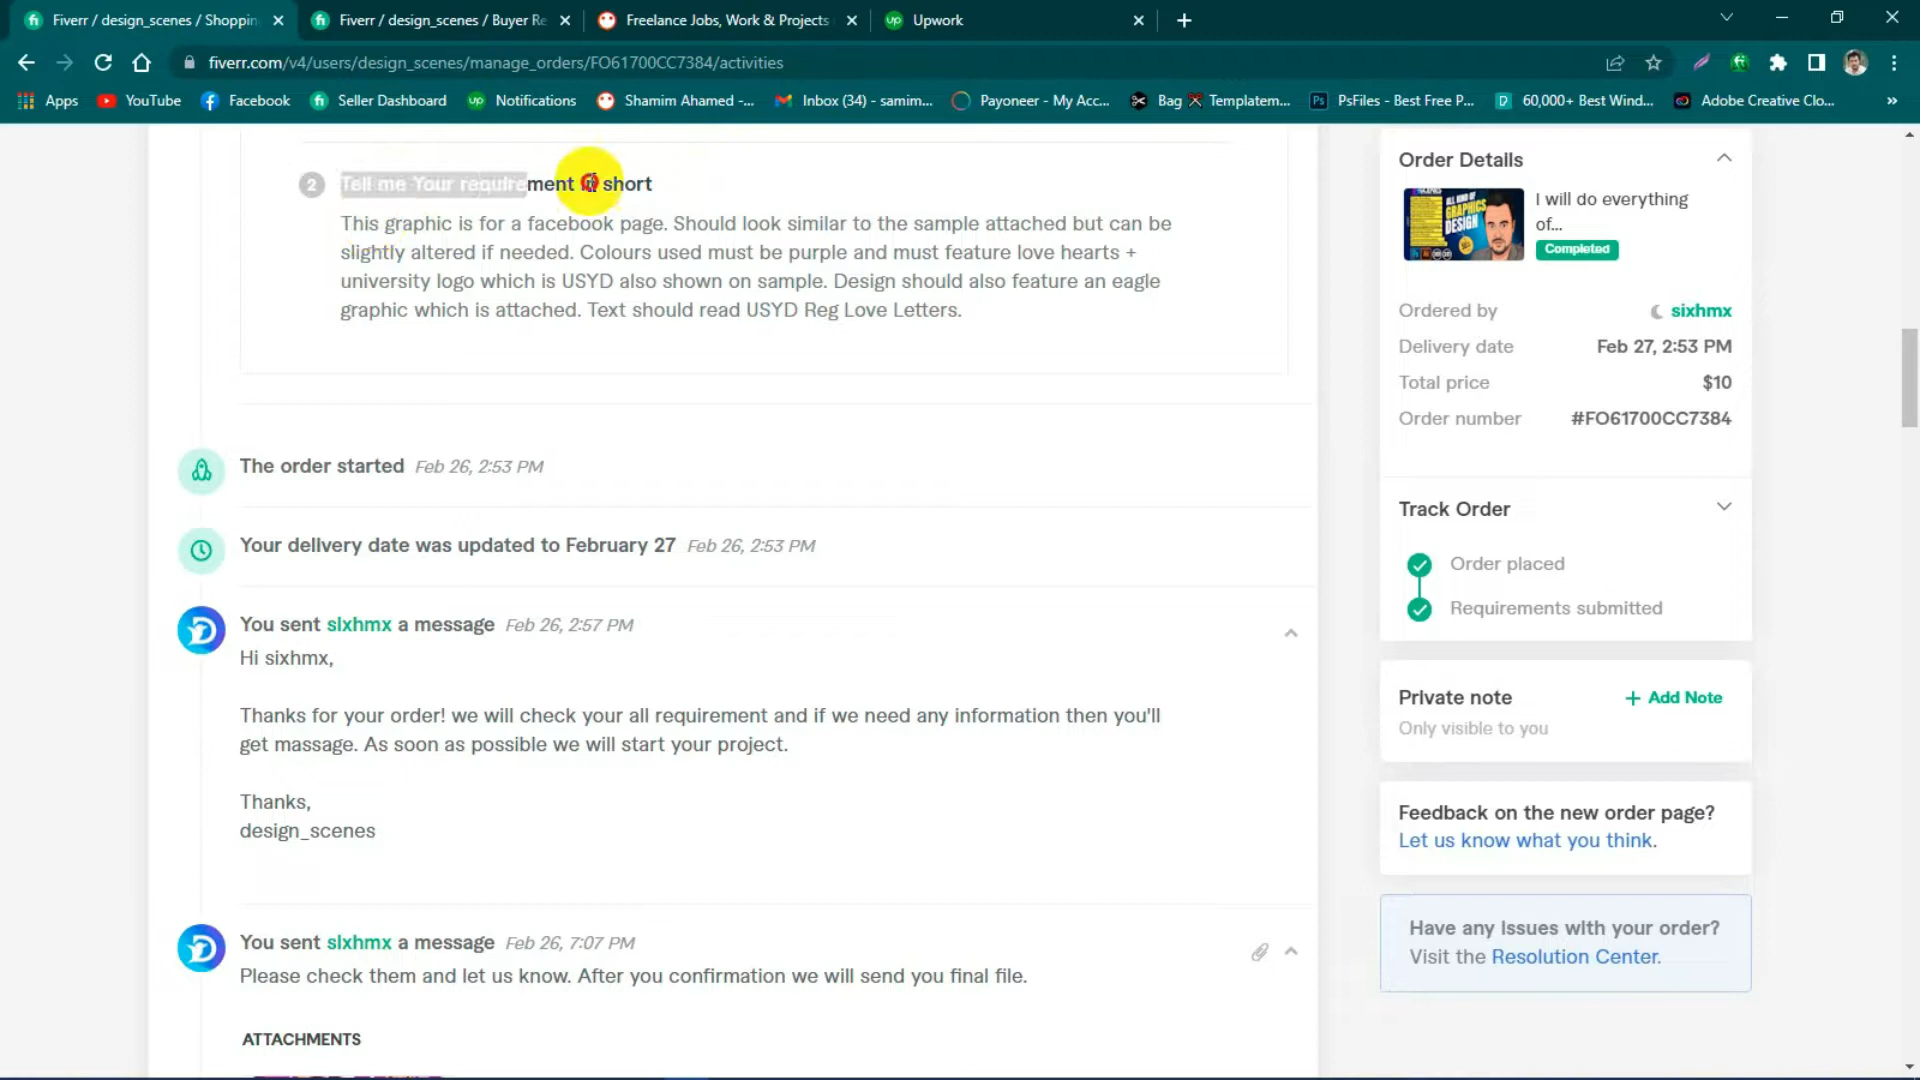 Fiverr / design_scenes / Shoppin
Fiverr / design_scenes / Buyer Re
Freelance Jobs, Work & Projects
Upwork
fiverr.com/v4/users/design_scenes/manage_orders/FO61700CC7384/activities
Apps
YouTube
Facebook
Seller Dashboard
Notifications
Shamim Ahamed -...
Inbox (34) - samim...
Payoneer - My Acc...
Bag
Templatem...
PsFiles - Best Free P...
60,000+ Best Wind...
Adobe Creative Clo...
2 Tell me Your requirement in short
This graphic is for a facebook page. Should look similar to the sample attached but can be
slightly altered if needed. Colours used must be purple and must feature love hearts +
university logo which is USYD also shown on sample. Design should also feature an eagle
graphic which is attached. Text should read USYD Reg Love Letters.
The order started Feb 26, 2:53 PM
Your delivery date was updated to February 27 Feb 26, 2:53 PM
You sent sixhmx a message Feb 26, 2:57 PM
Hi sixhmx,
Thanks for your order! we will check your all requirement and if we need any information then you'll
get massage. As soon as possible we will start your project.
Thanks,
design_scenes
You sent sixhmx a message Feb 26, 7:07 PM
Please check them and let us know. After you confirmation we will send you final file.
ATTACHMENTS
Order Details
ALL KIND OF
GRAPHICS
DESIGN
I will do everything
of...
Completed
Ordered by sixhmx
Delivery date Feb 27, 2:53 PM
Total price $10
Order number #FO61700CC7384
Track Order
Order placed
Requirements submitted
Private note
+ Add Note
Only visible to you
Feedback on the new order page?
Let us know what you think.
Have any issues with your order?
Visit the Resolution Center.